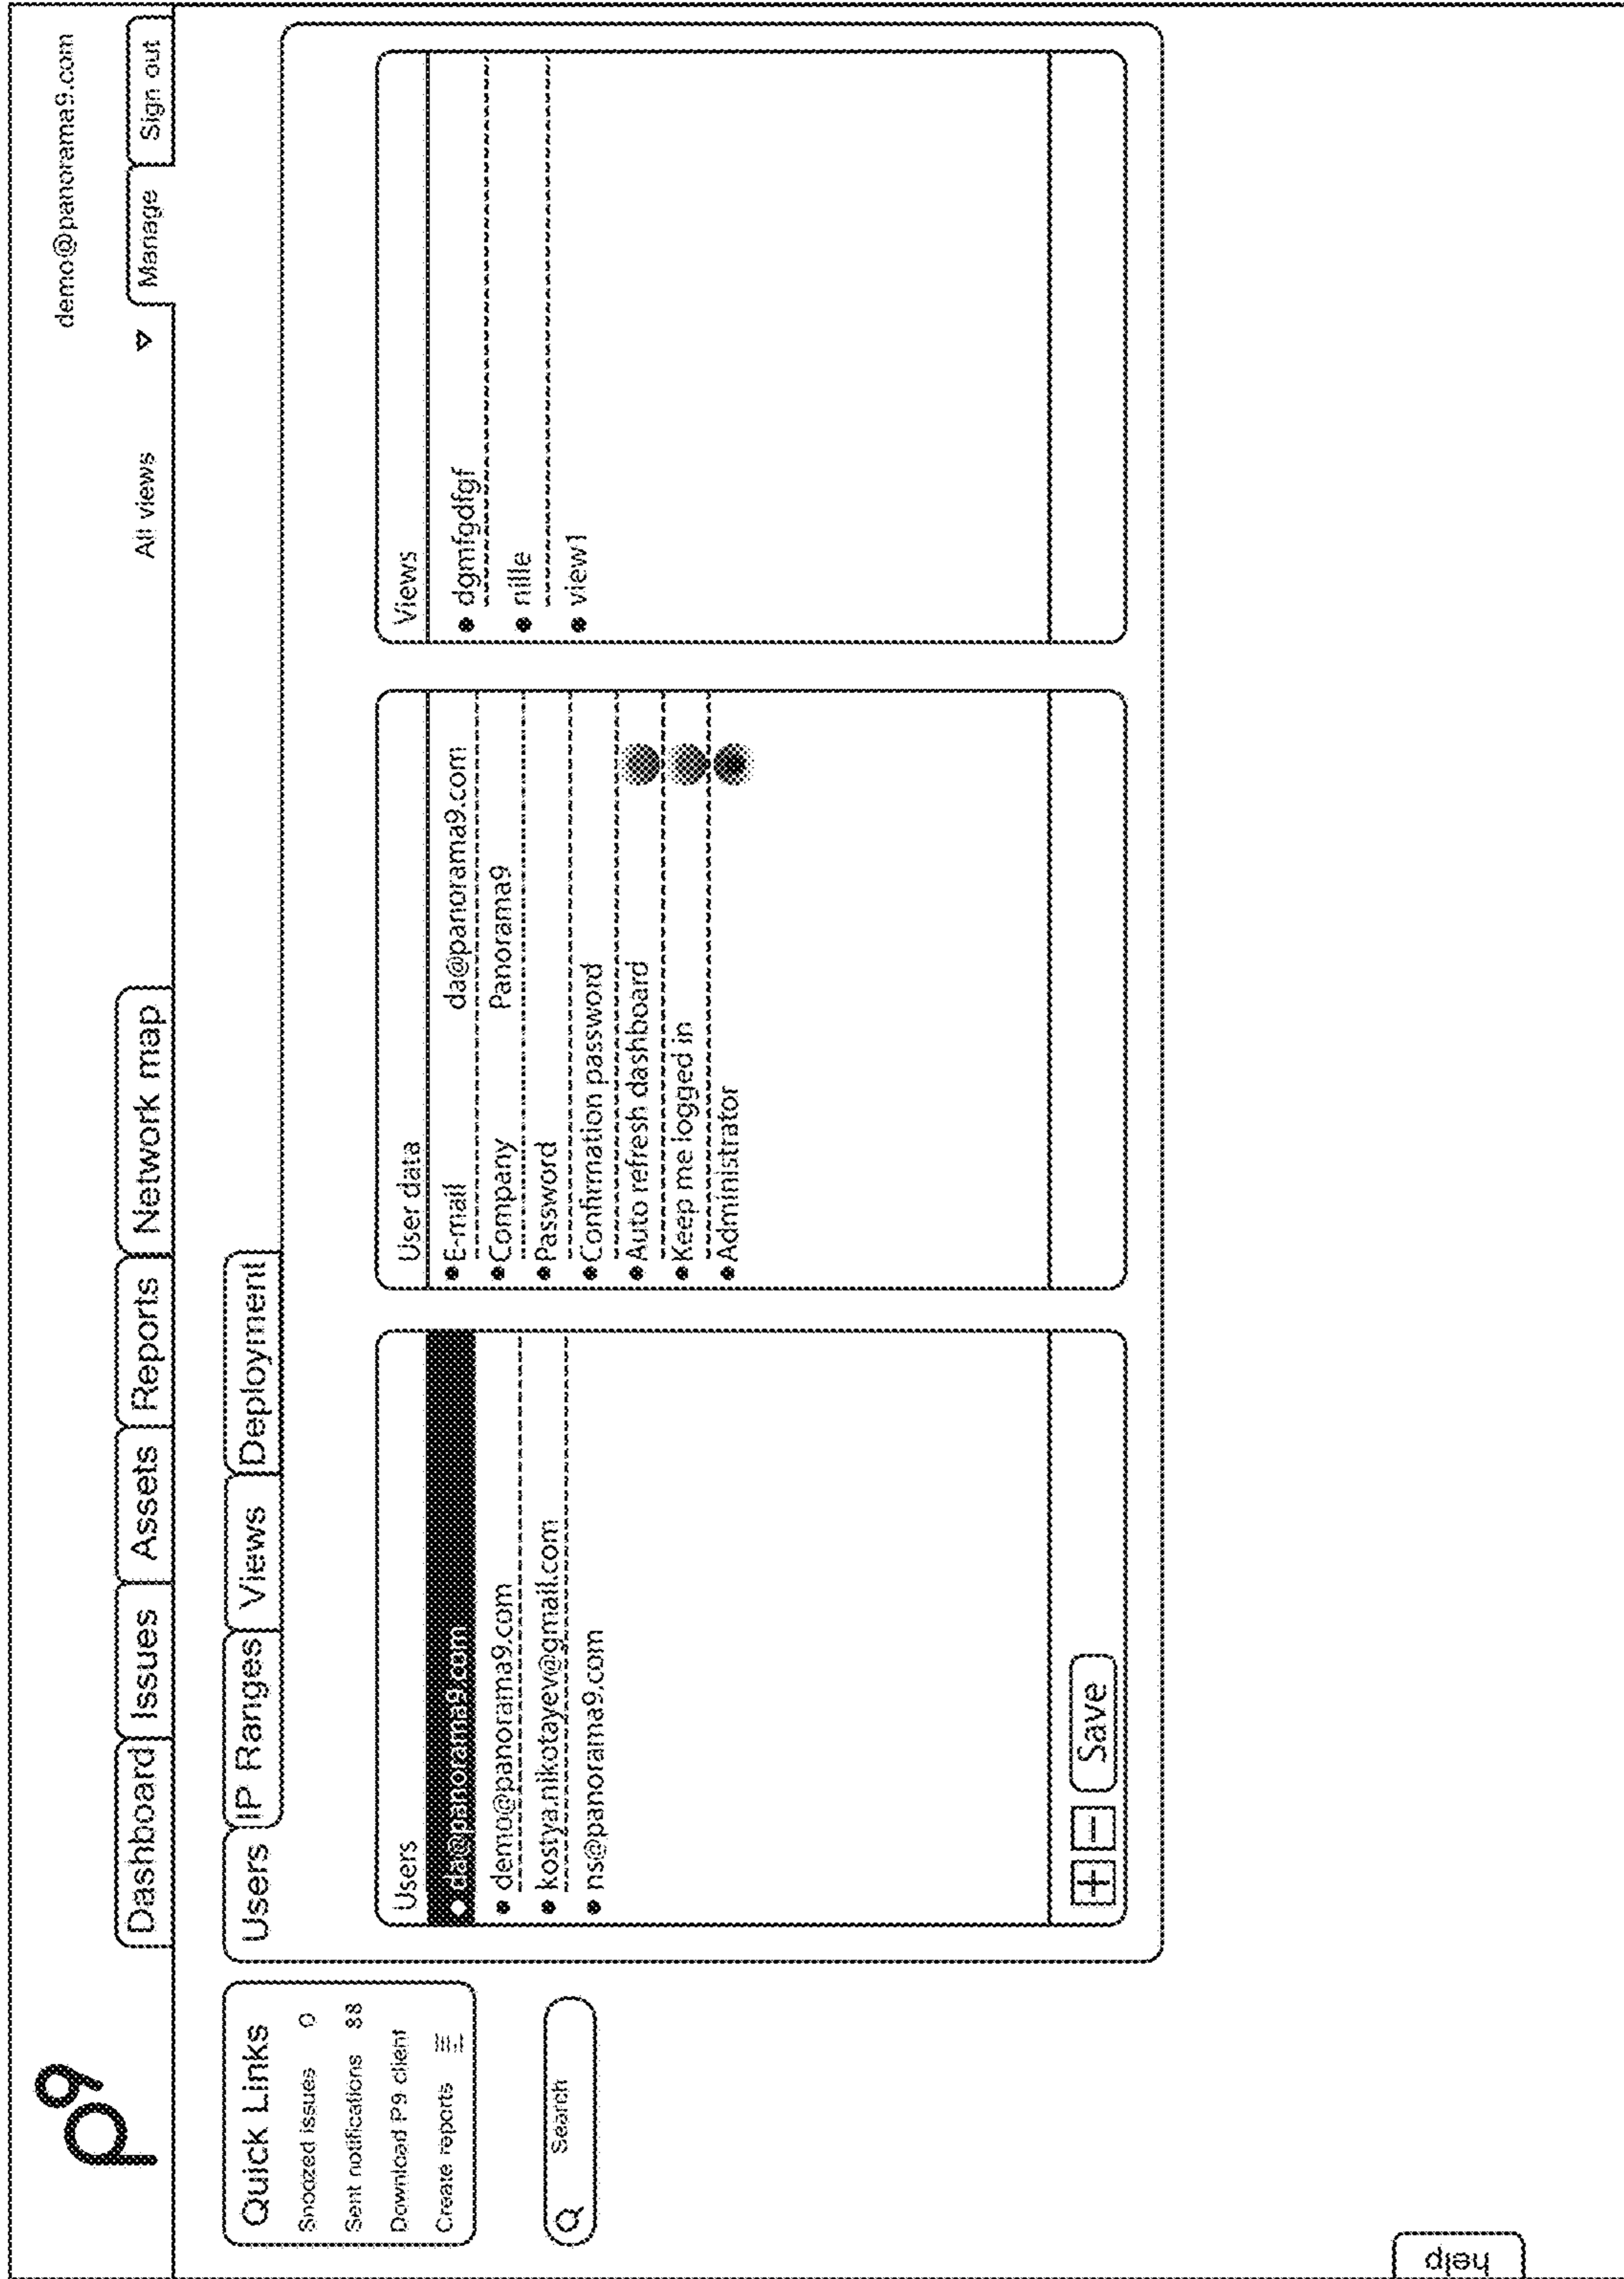 p9
demo@panorama9.com
Dashboard Issues Assets Reports Network map
All views Manage Sign out
Quick Links
Snoozed issues 0
Sent notifications 88
Download P9 client
Create reports
Search
Users IP Ranges Views Deployment
Users
da@panorama9.com
demo@panorama9.com
kostya.nikotayev@gmail.com
ns@panorama9.com
Save
User data
E-mail da@panorama9.com
Company Panorama9
Password
Confirmation password
Auto refresh dashboard
Keep me logged in
Administrator
Views
dgmfgdfgf
nille
view1
help